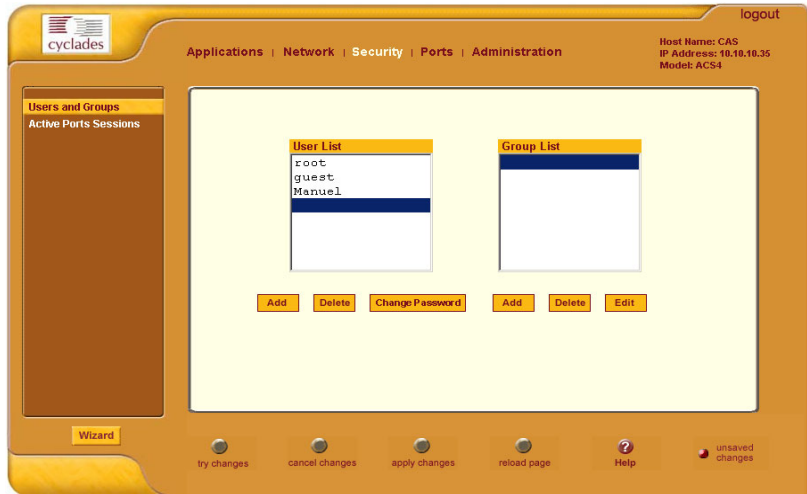 logout
cyclades
Applications | Network | Security | Ports | Administration
Host Name: CAS
IP Address: 10.10.10.35
Model: ACS4
Users and Groups
Active Ports Sessions
User List
root
guest
Manuel
Group List
Add Delete Change Password
Add Delete Edit
Wizard
try changes
cancel changes
apply changes
reload page
?
Help
unsaved
changes